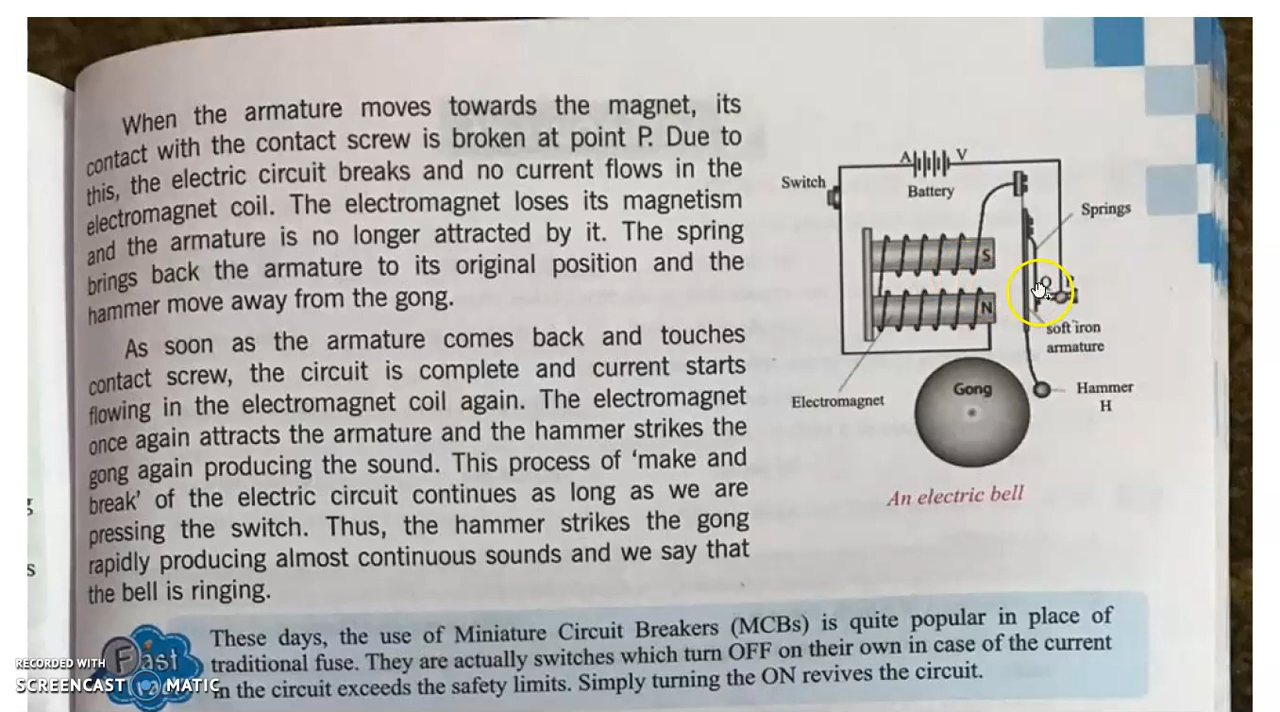 When the armature moves towards the magnet, its
contact with the contact screw is broken at point P. Due to
this, the electric circuit breaks and no current flows in the
electromagnet coil. The electromagnet loses its magnetism
and the armature is no longer attracted by it. The spring
brings back the armature to its original position and the
hammer move away from the gong.
As soon as the armature comes back and touches
contact screw, the circuit is complete and current starts
flowing in the electromagnet coil again. The electromagnet
once again attracts the armature and the hammer strikes the
gong again producing the sound. This process of 'make and
break' of the electric circuit continues as long as we are
pressing the switch. Thus, the hammer strikes the gong
rapidly producing almost continuous sounds and we say that
the bell is ringing.
A V
Switch
Battery
Springs
S
N
soft iron
armature
Electromagnet
Gong
Hammer
H
An electric bell
Fast
These days, the use of Miniature Circuit Breakers (MCBs) is quite popular in place of
traditional fuse. They are actually switches which turn OFF on their own in case of the current
in the circuit exceeds the safety limits. Simply turning the ON revives the circuit.
RECORDED WITH
SCREENCAST MATIC